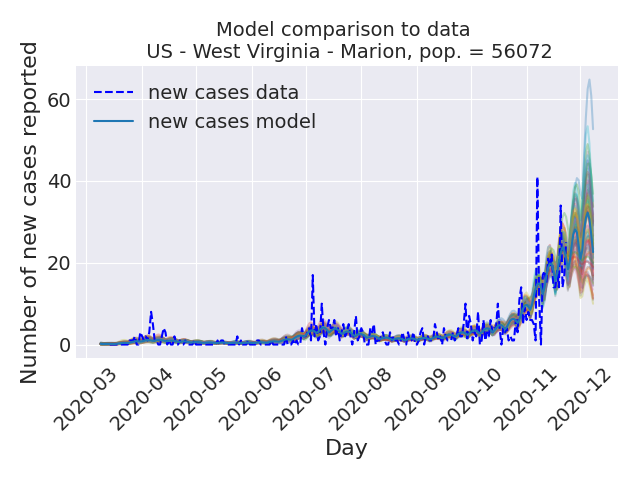 Model comparison to data
US - West Virginia - Marion, pop. = 56072
Number of new cases reported
60
40
20
0
new cases data
new cases model
2020-03
2020-04
2020-05
2020-06
2020-07
2020-08
2020-09
2020-10
2020-11
2020-12
Day